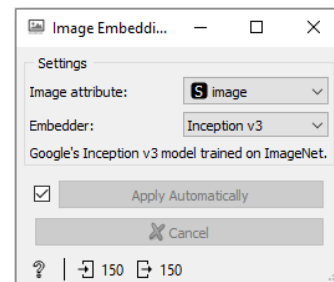 Image Embeddi...
Settings
Image attribute: S image
Embedder: Inception v3
Google's Inception v3 model trained on ImageNet.
Apply Automatically
Cancel
? 150 150